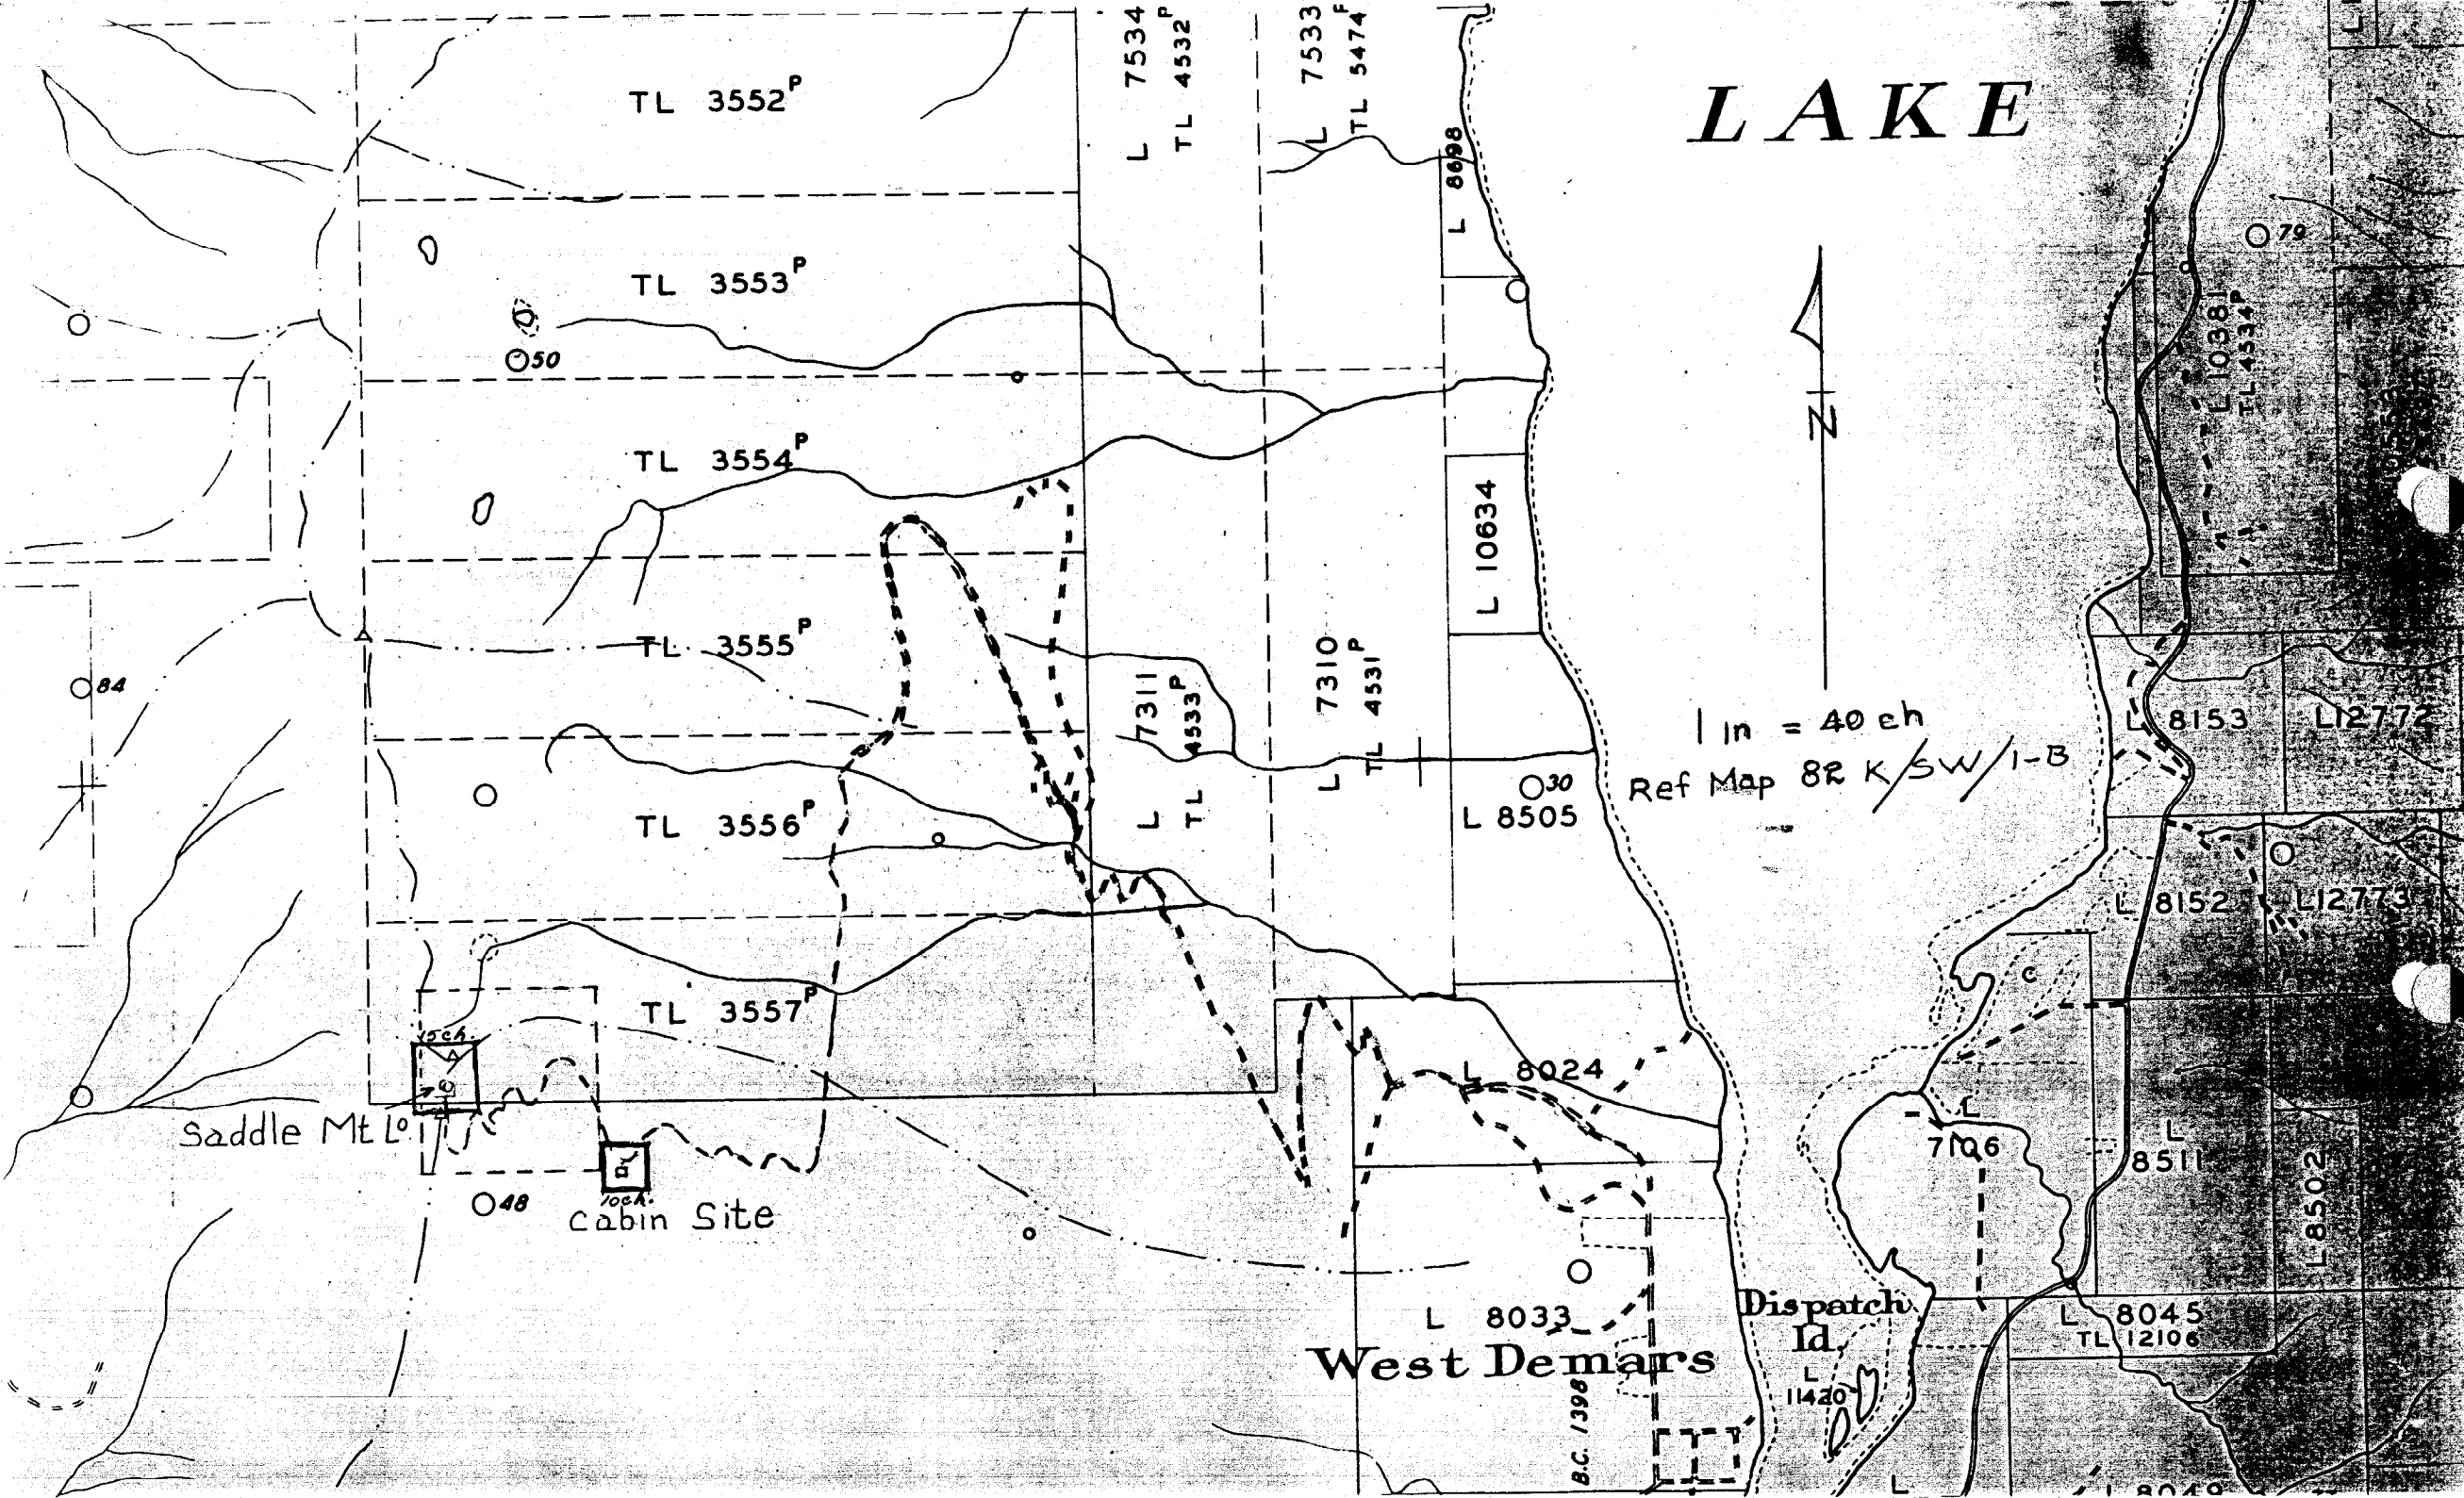 LAKE
TL 3552P
L 7534
TL 4532P
L 7533
TL 5474P
L 8698
79
TL 3553P
50
L 10381
TL 4534P
TL 3554P
L 10634
N
TL 3555P
84
L 7311
TL 4533P
L 7310
TL 4531P
1 in = 40 ch
Ref Map 82 K/SW/1-B
L 8153
L12772
TL 3556P
30
L 8505
L 8152
L12773
TL 3557P
C
15ch.
L 8024
Saddle Mt Lo
L
7106
L
8511
L 8502
10ch.
48
Cabin Site
L 8033
West Demars
B.C. 1398
Dispatch
Id.
L
11420
L 8045
TL 12106
L
L 8049